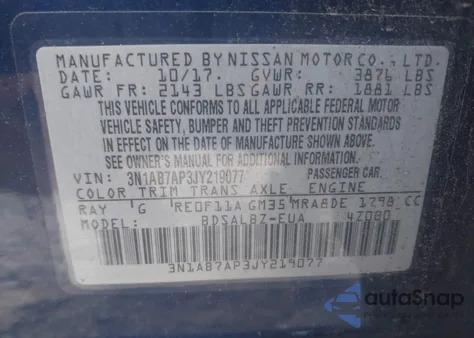 MANUFACTURED BY NISSAN MOTOR CO., LTD.
DATE: 10/17. GVWR: 3876 LBS
GAWR FR: 2143 LBS GAWR RR: 1881 LBS
THIS VEHICLE CONFORMS TO ALL APPLICABLE FEDERAL MOTOR
VEHICLE SAFETY, BUMPER AND THEFT PREVENTION STANDARDS
IN EFFECT ON THE DATE OF MANUFACTURE SHOWN ABOVE.
SEE OWNER'S MANUAL FOR ADDITIONAL INFORMATION.
VIN: 3N1AB7AP3JY219077 PASSENGER CAR
COLOR TRIM TRANS AXLE ENGINE
RAY G RE0F11A GM35 MRA8DE 1798 CC
BDSALBZ-EUA 4Z0B0
3N1AB7AP3JY219077
autoSnap